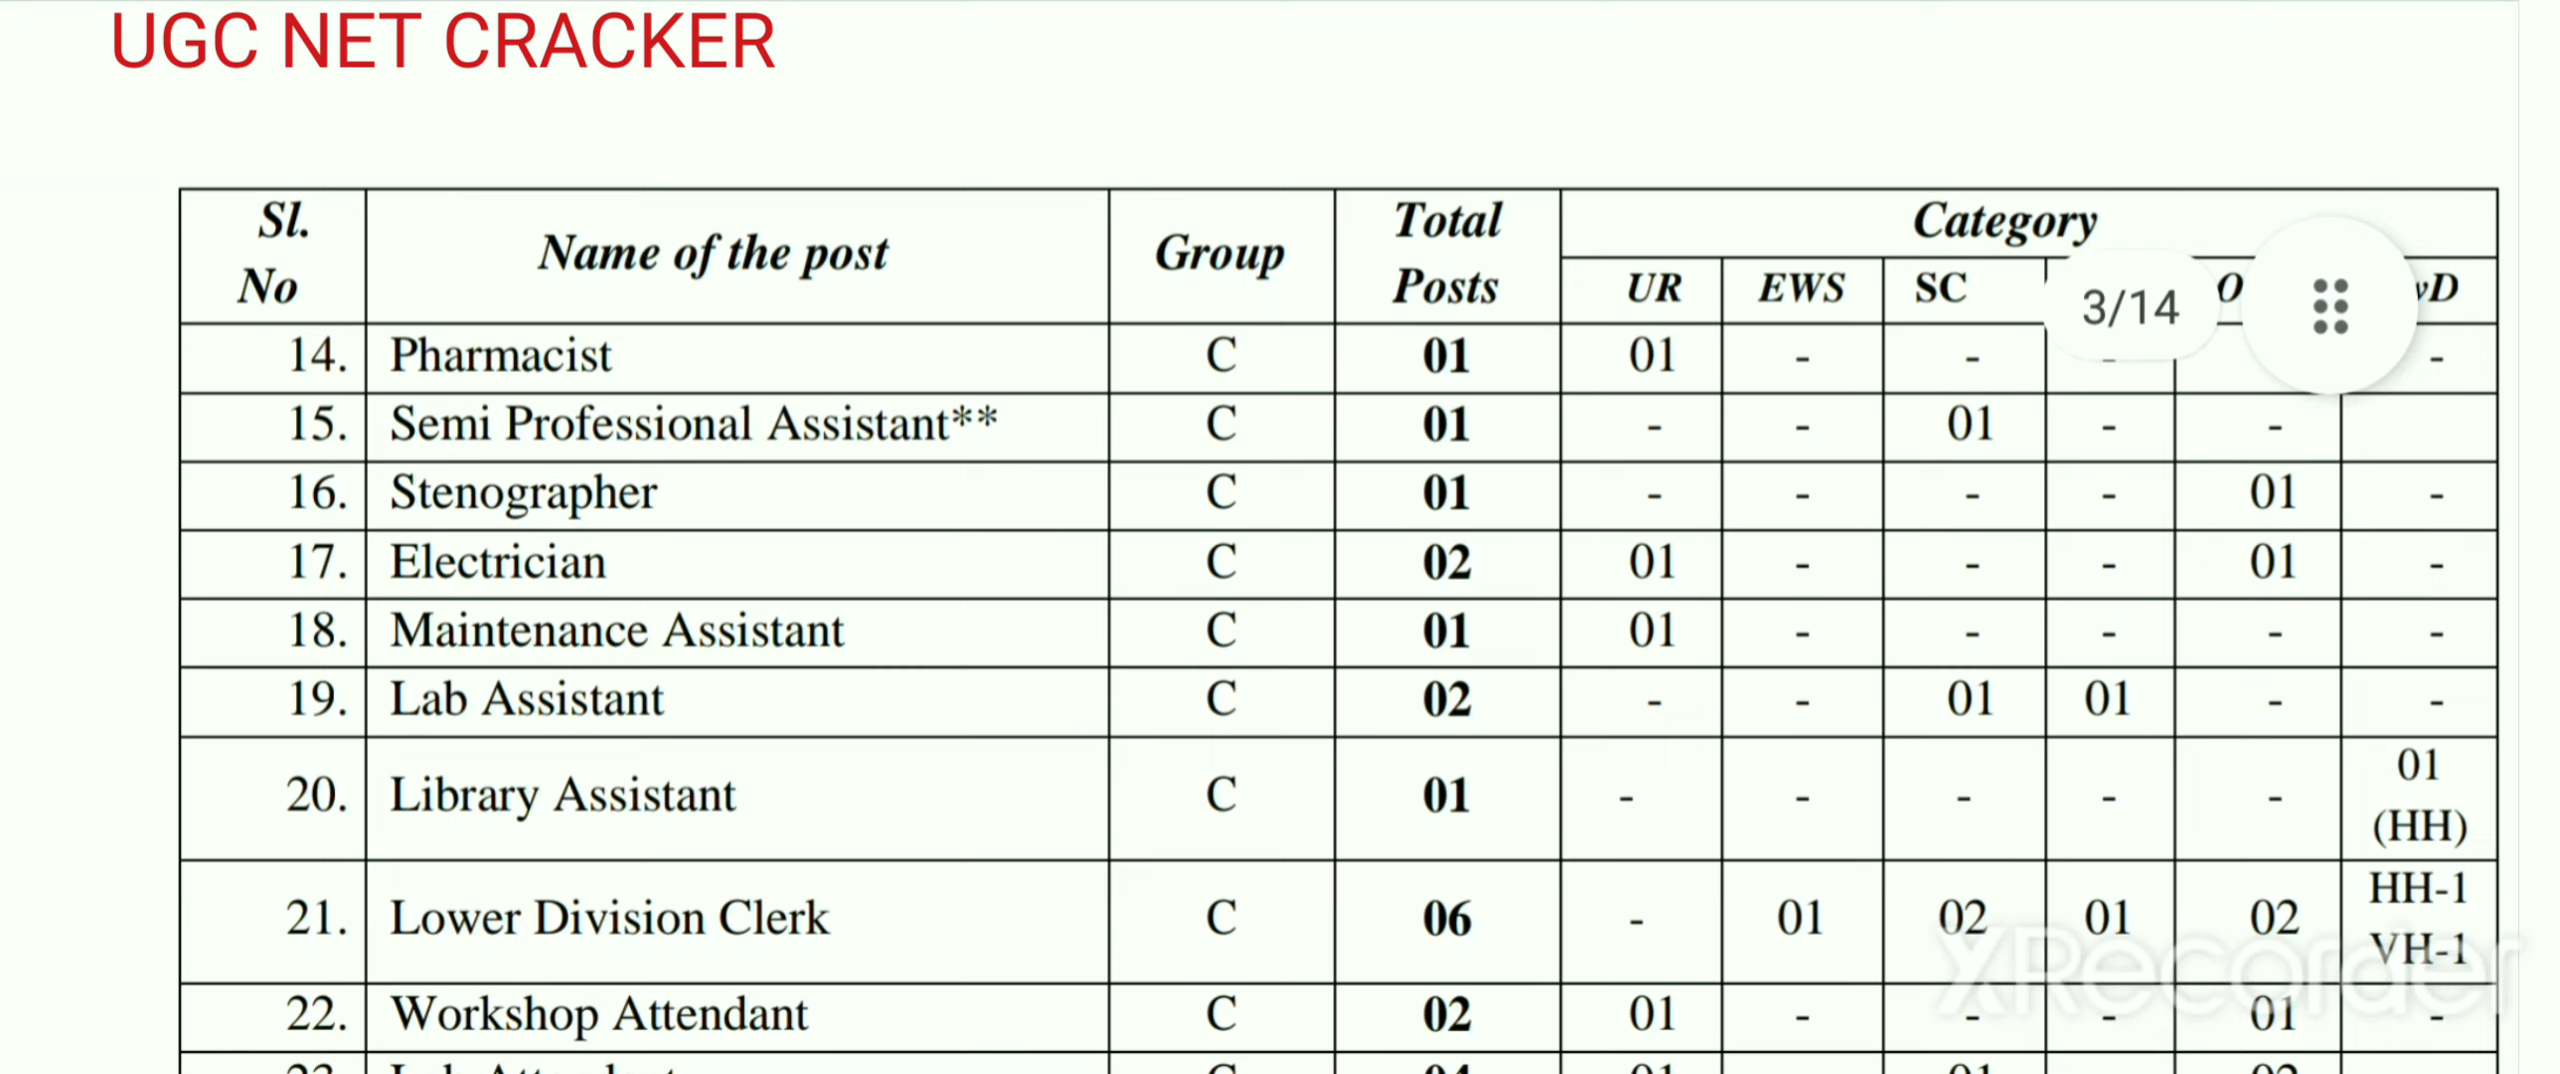 UGC NET CRACKER
Sl. No Name of the post Group Total Posts Category
UR EWS SC 3/14 O vD
14. Pharmacist C 01 01 - - - -
15. Semi Professional Assistant** C 01 - - 01 - -
16. Stenographer C 01 - - - - 01 -
17. Electrician C 02 01 - - - 01 -
18. Maintenance Assistant C 01 01 - - - - -
19. Lab Assistant C 02 - - 01 01 - -
20. Library Assistant C 01 - - - - - 01 (HH)
21. Lower Division Clerk C 06 - 01 02 01 02 HH-1 VH-1
22. Workshop Attendant C 02 01 - - - 01 -
XRecorder